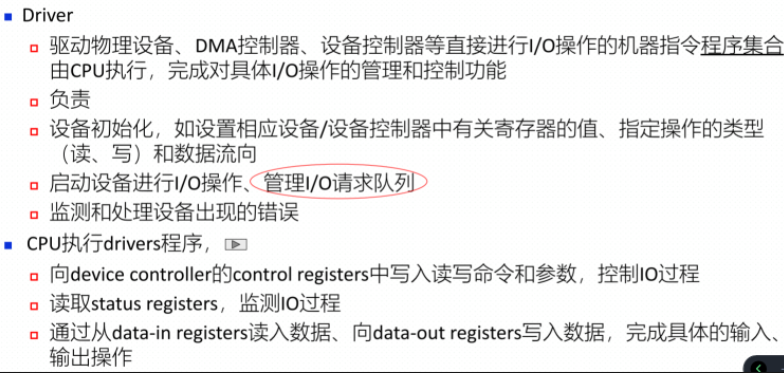 Driver
驱动物理设备、DMA控制器、设备控制器等直接进行I/O操作的机器指令程序集合
由CPU执行，完成对具体I/O操作的管理和控制功能
负责
设备初始化，如设置相应设备/设备控制器中有关寄存器的值、指定操作的类型
（读、写）和数据流向
启动设备进行I/O操作、管理I/O请求队列
监测和处理设备出现的错误
CPU执行drivers程序，
向device controller的control registers中写入读写命令和参数，控制IO过程
读取status registers，监测IO过程
通过从data-in registers读入数据、向data-out registers写入数据，完成具体的输入、
输出操作